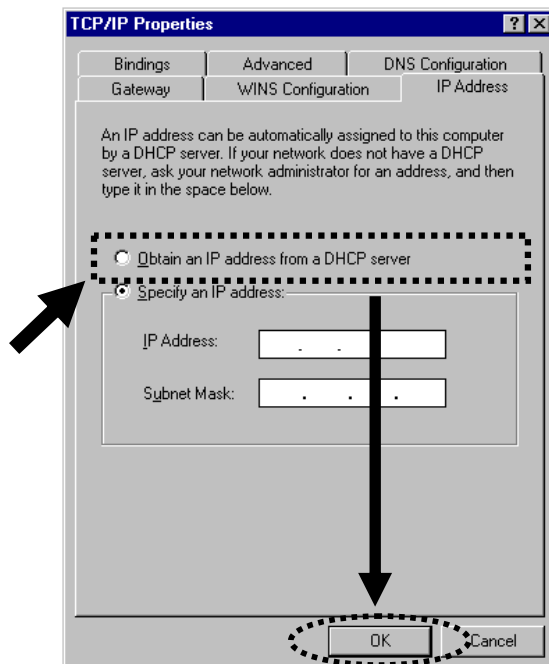 TCP/IP Properties
Bindings
Advanced
DNS Configuration
Gateway
WINS Configuration
IP Address
An IP address can be automatically assigned to this computer
by a DHCP server. If your network does not have a DHCP
server, ask your network administrator for an address, and then
type it in the space below.
Obtain an IP address from a DHCP server
Specify an IP address:
IP Address:
Subnet Mask:
OK
Cancel